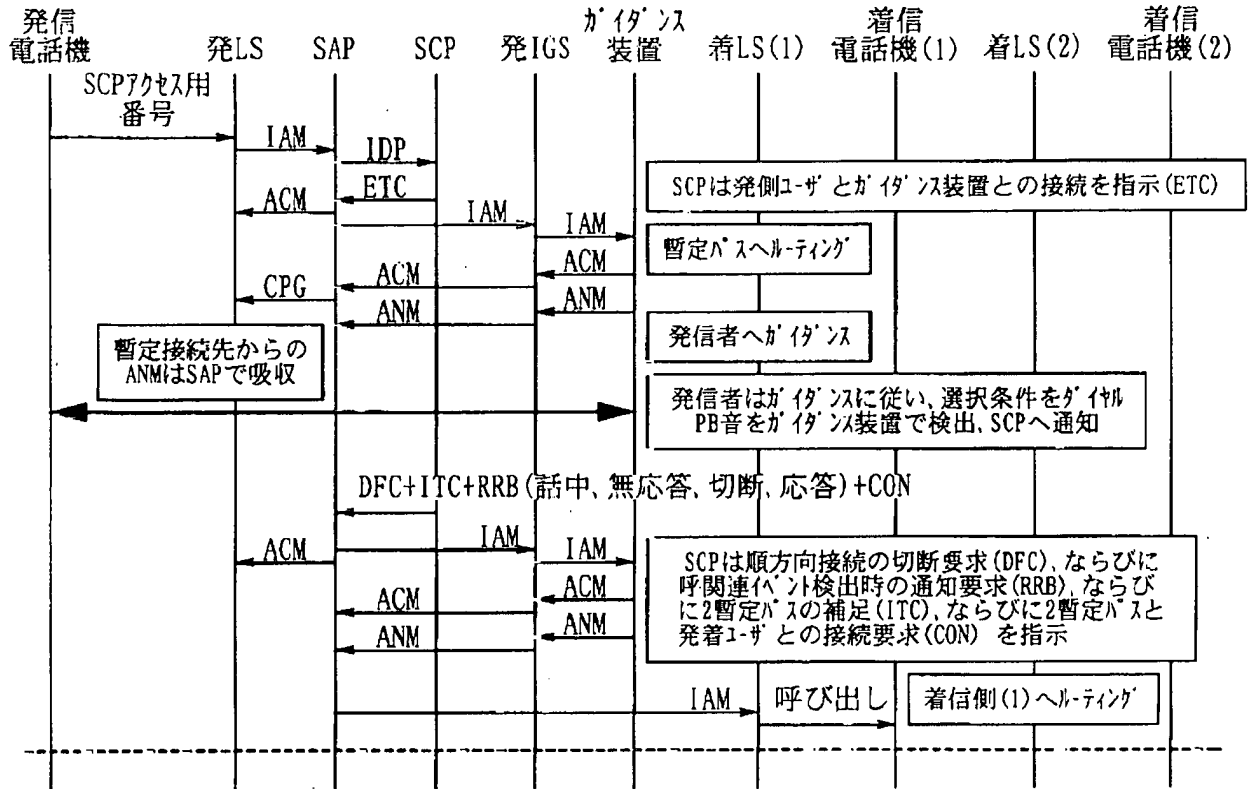 発信
電話機
発LS
SAP
SCP
発IGS
ｶﾞｲﾀﾞﾝｽ
装置
着LS(1)
着信
電話機(1)
着LS(2)
着信
電話機(2)
SCPｱｸｾｽ用
番号
IAM
IDP
ETC
SCPは発側ﾕｰｻﾞとｶﾞｲﾀﾞﾝｽ装置との接続を指示(ETC)
ACM
IAM
IAM
暫定ﾊﾟｽへﾙｰﾃｨﾝｸﾞ
ACM
ACM
CPG
ANM
ANM
発信者へｶﾞｲﾀﾞﾝｽ
暫定接続先からの
ANMはSAPで吸収
発信者はｶﾞｲﾀﾞﾝｽに従い、選択条件をﾀﾞｲﾔﾙ
PB音をｶﾞｲﾀﾞﾝｽ装置で検出、SCPへ通知
DFC+ITC+RRB(話中、無応答、切断、応答)+CON
IAM
ACM
IAM
SCPは順方向接続の切断要求(DFC)、ならびに
呼関連ｲﾍﾞﾝﾄ検出時の通知要求(RRB)、ならび
に2暫定ﾊﾟｽの補足(ITC)、ならびに2暫定ﾊﾟｽと
発着ﾕｰｻﾞとの接続要求(CON) を指示
ACM
ACM
ANM
ANM
IAM
呼び出し
着信側(1)へﾙｰﾃｨﾝｸﾞ